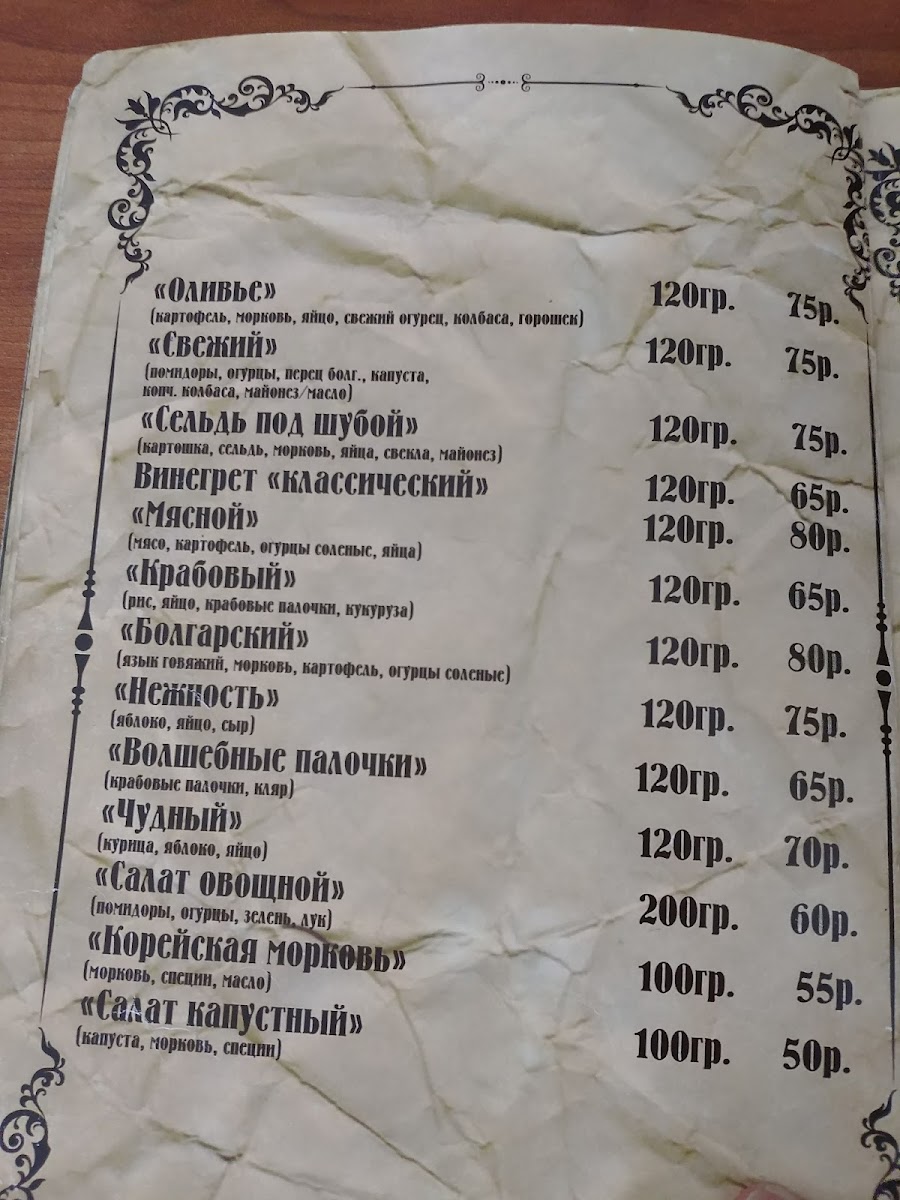 «Оливье» 120гр. 75р.
(картофель, морковь, яйцо, свежий огурец, колбаса, горошек)
«Свежий» 120гр. 75р.
(помидоры, огурцы, перец болг., капуста,
копч. колбаса, майонез/масло)
«Сельдь под шубой» 120гр. 75р.
(картошка, сельдь, морковь, яйца, свекла, майонез)
Винегрет «классический» 120гр. 65р.
«Мясной» 120гр. 80р.
(мясо, картофель, огурцы соленые, яйца)
«Крабовый» 120гр. 65р.
(рис, яйцо, крабовые палочки, кукуруза)
«Болгарский» 120гр. 80р.
(язык говяжий, морковь, картофель, огурцы соленые)
«Нежность» 120гр. 75р.
(яблоко, яйцо, сыр)
«Волшебные палочки» 120гр. 65р.
(крабовые палочки, кляр)
«Чудный» 120гр. 70р.
(курица, яблоко, яйцо)
«Салат овощной» 200гр. 60р.
(помидоры, огурцы, зелень, лук)
«Корейская морковь» 100гр. 55р.
(морковь, специи, масло)
«Салат капустный» 100гр. 50р.
(капуста, морковь, специи)